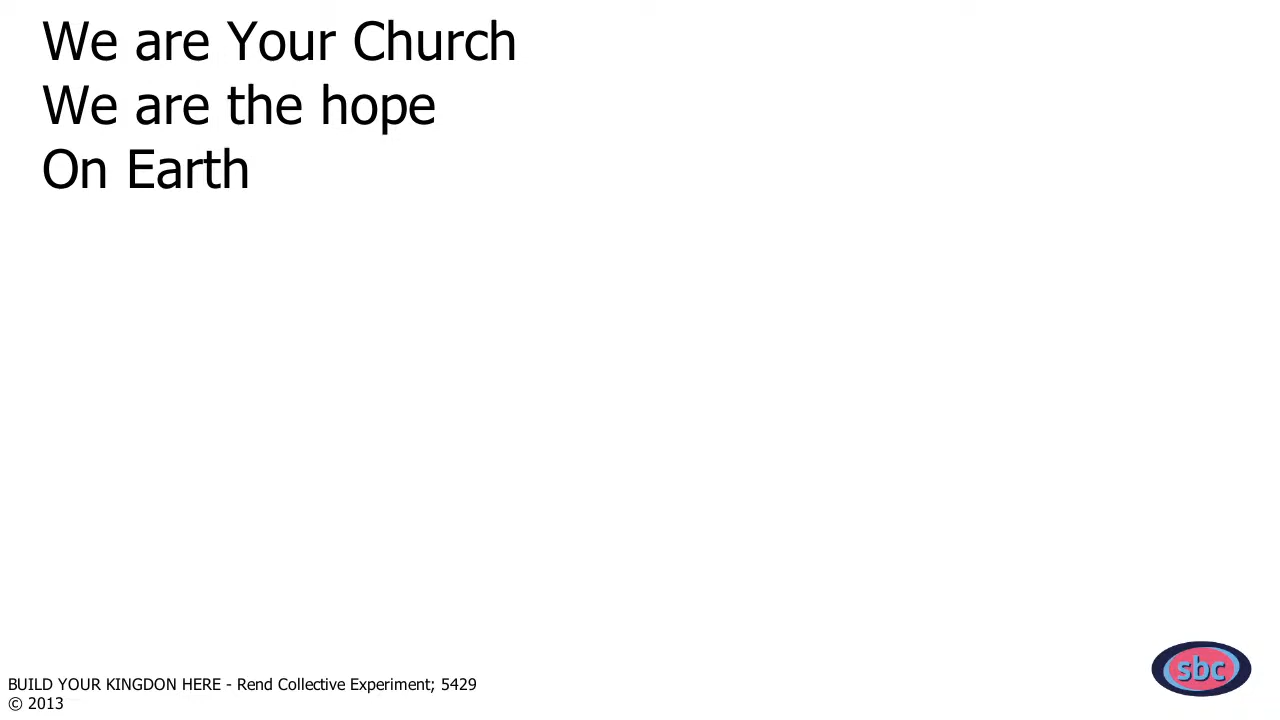 We are Your Church
We are the hope
On Earth
BUILD YOUR KINGDON HERE - Rend Collective Experiment; 5429
© 2013
sbc